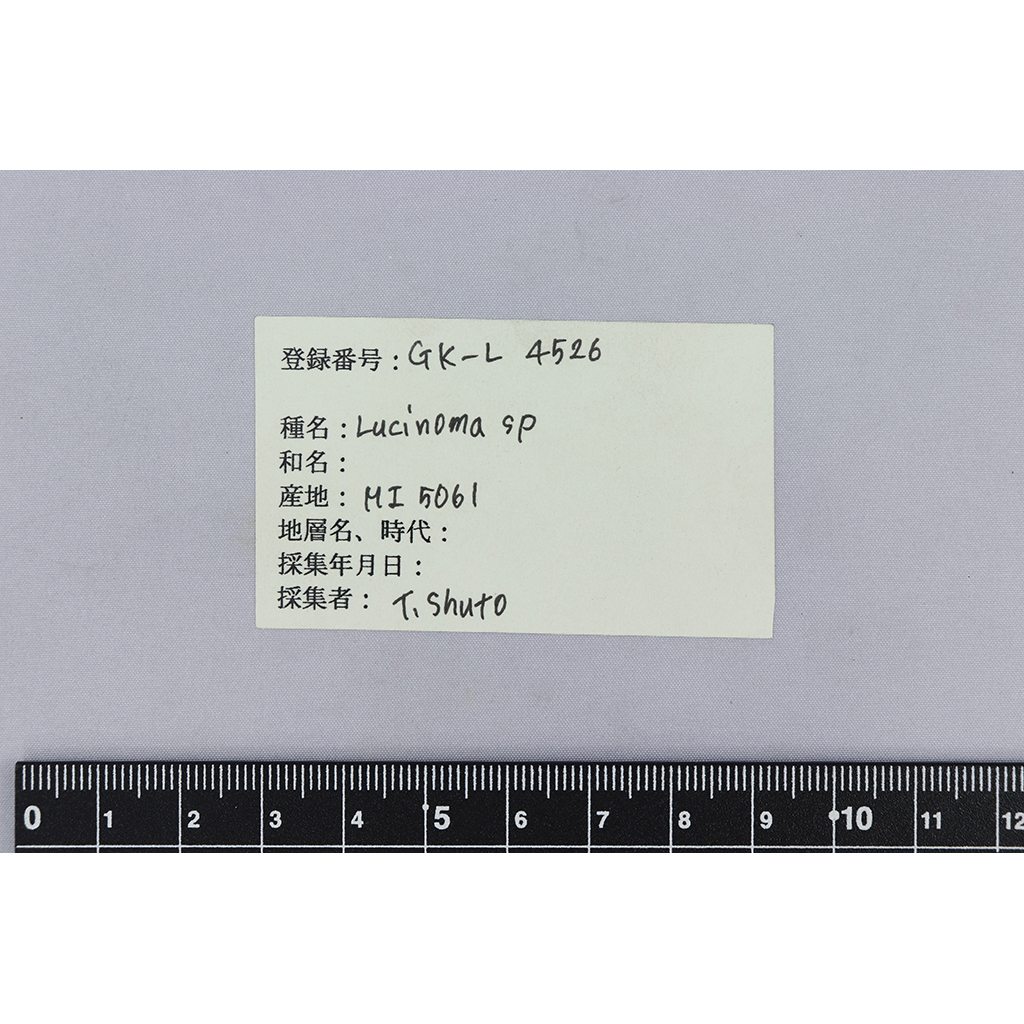 登録番号：GK-L 4526
種名：Lucinoma sp
和名：
産地：MI 5061
地層名、時代：
採集年月日：
採集者：T. Shuto
0 1 2 3 4 5 6 7 8 9 10 11 12